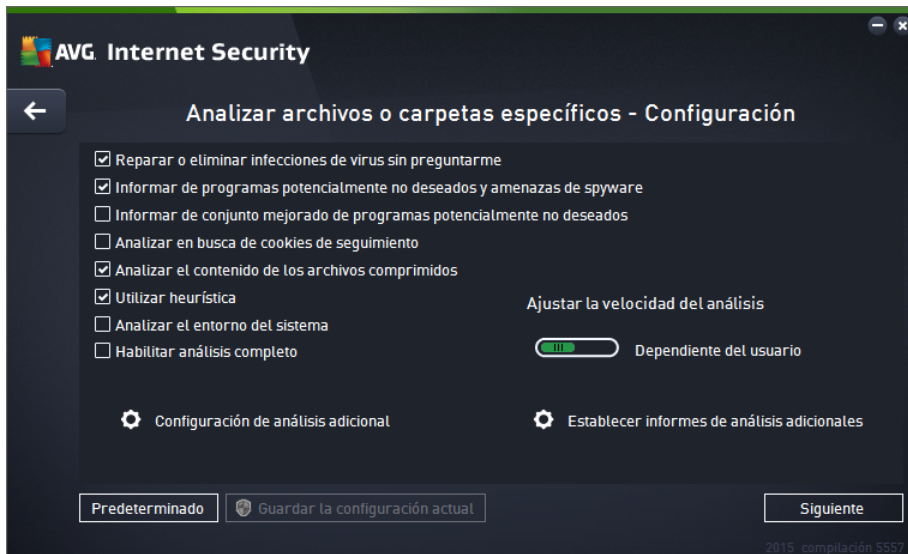 AVG. Internet Security
Analizar archivos o carpetas específicos - Configuración
Reparar o eliminar infecciones de virus sin preguntarme
Informar de programas potencialmente no deseados y amenazas de spyware
Informar de conjunto mejorado de programas potencialmente no deseados
Analizar en busca de cookies de seguimiento
Analizar el contenido de los archivos comprimidos
Utilizar heurística
Analizar el entorno del sistema
Habilitar análisis completo
Ajustar la velocidad del análisis
Dependiente del usuario
Configuración de análisis adicional
Establecer informes de análisis adicionales
Predeterminado
Guardar la configuración actual
Siguiente
2015 compilación 5557